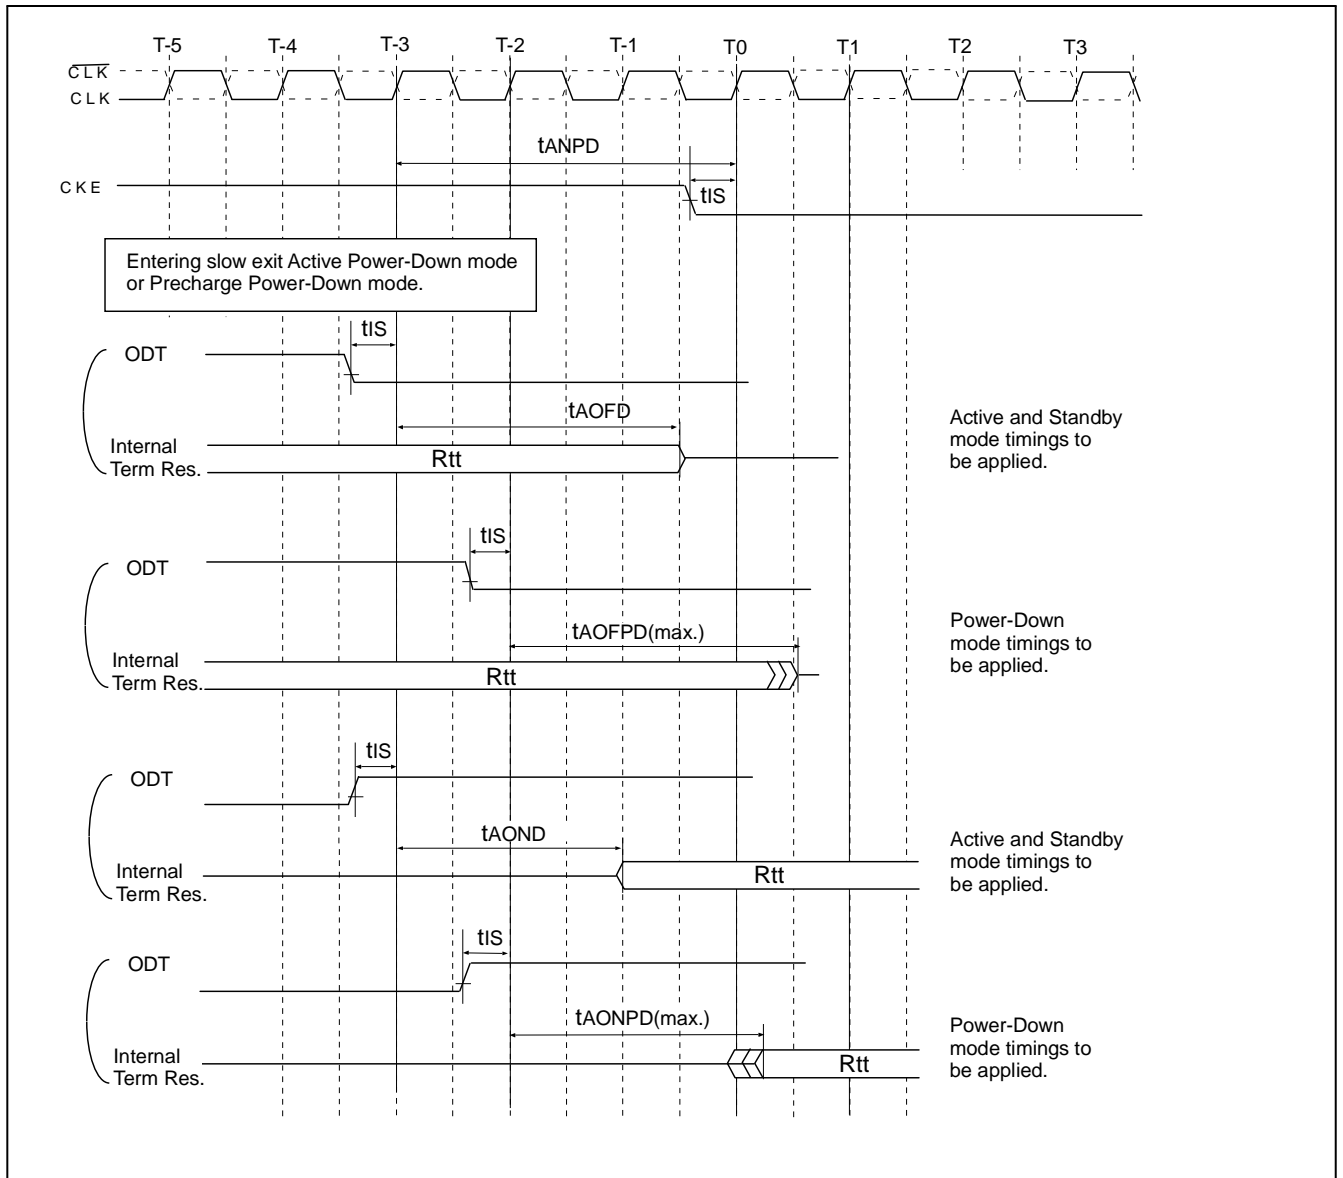 T-5 T-4 T-3 T-2 T-1 T0 T1 T2 T3
CLK
CLK
tANPD
CKE
tIS
Entering slow exit Active Power-Down mode
or Precharge Power-Down mode.
tIS
ODT
tAOFD
Internal
Term Res.
Rtt
Active and Standby
mode timings to
be applied.
tIS
ODT
tAOFPD(max.)
Internal
Term Res.
Rtt
Power-Down
mode timings to
be applied.
tIS
ODT
tAOND
Internal
Term Res.
Rtt
Active and Standby
mode timings to
be applied.
tIS
ODT
tAONPD(max.)
Internal
Term Res.
Rtt
Power-Down
mode timings to
be applied.